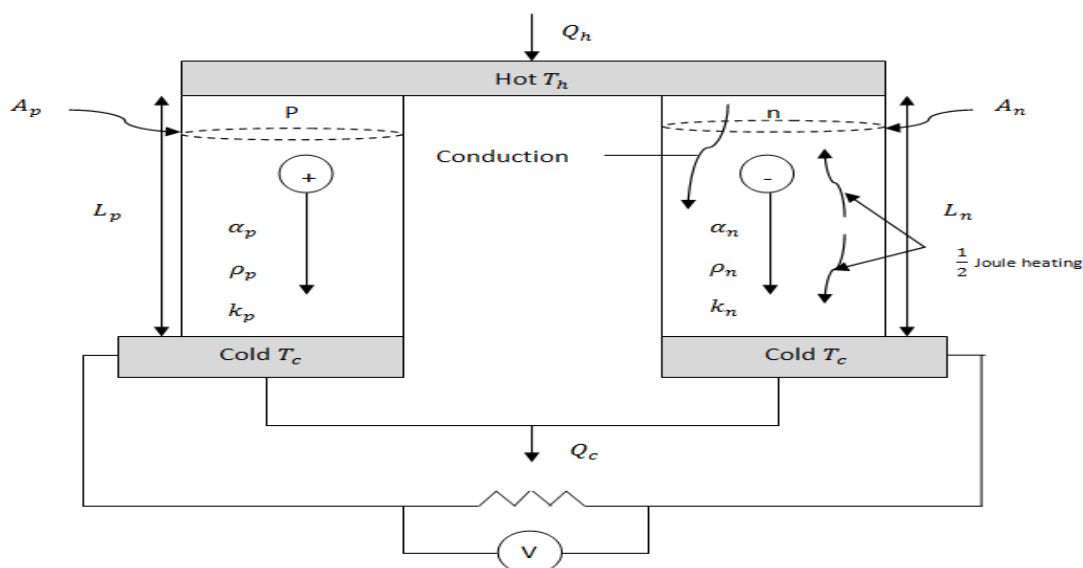 Q_h
Hot T_h
A_p
P
n
A_n
Conduction
+
-
L_p
L_n
α_p
α_n
1/2 Joule heating
ρ_p
ρ_n
k_p
k_n
Cold T_c
Cold T_c
Q_c
V